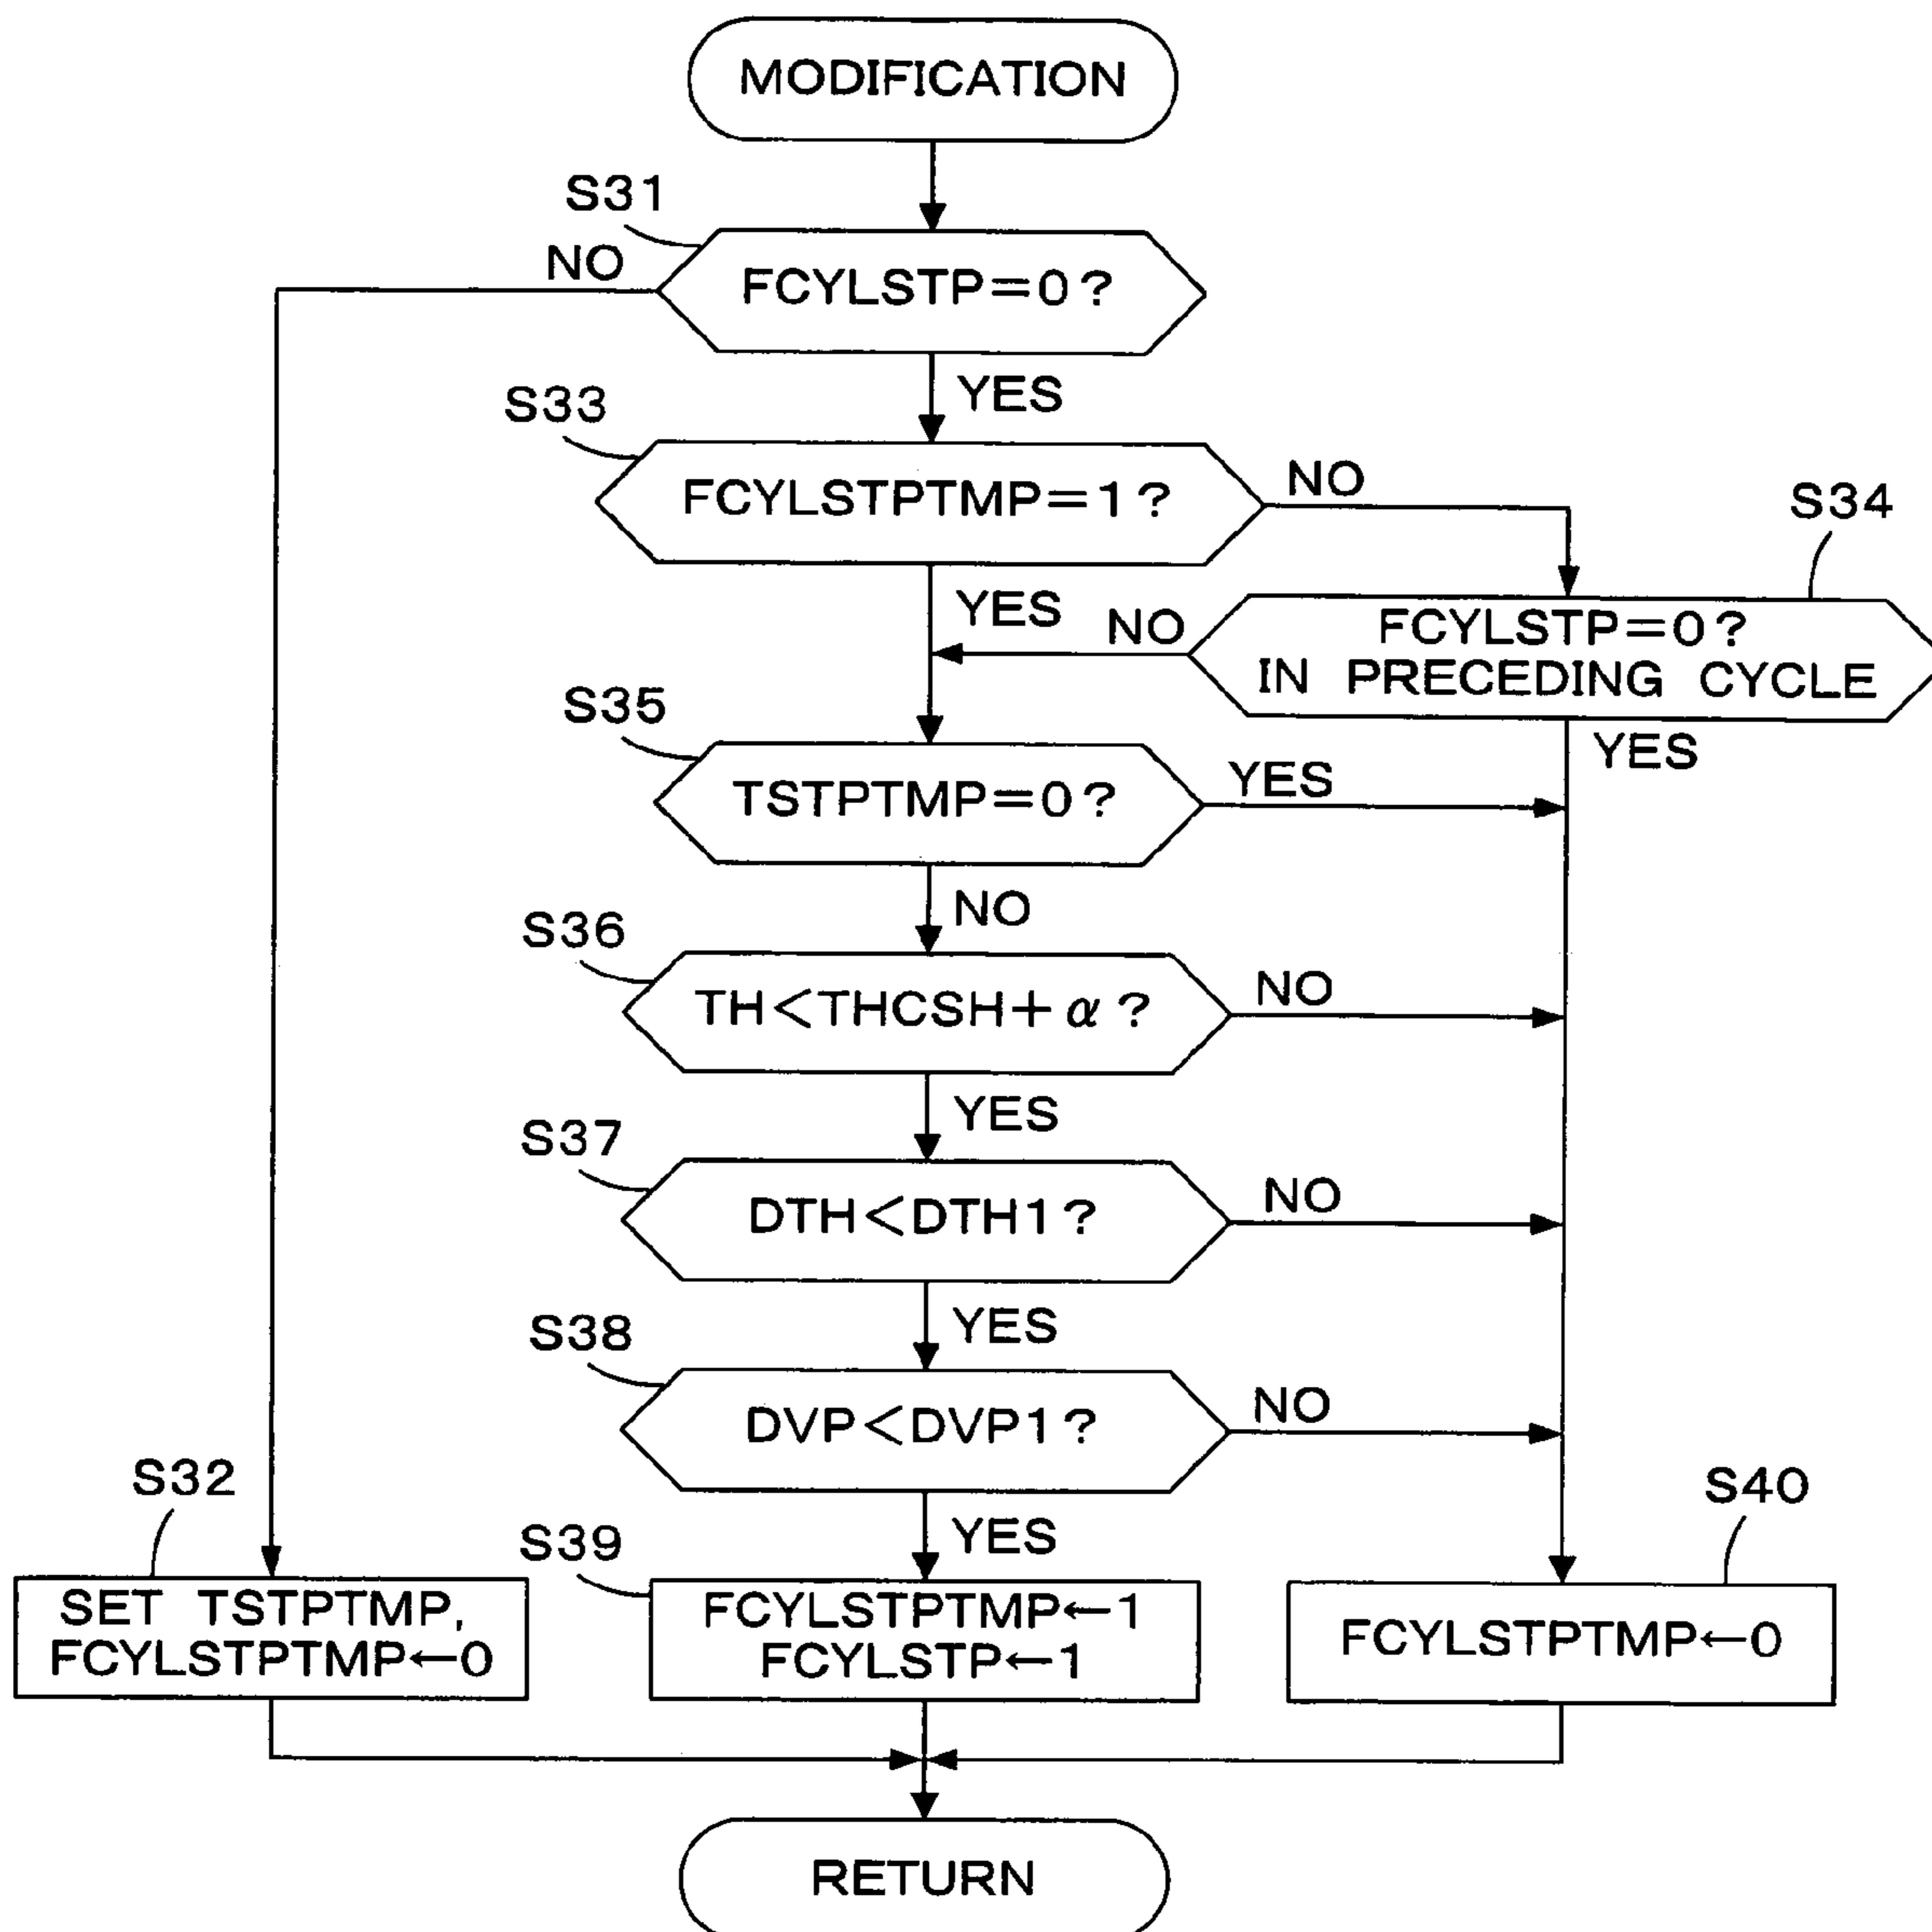 MODIFICATION
S31
NO
FCYLSTP=0?
YES
S33
FCYLSTPTMP=1?
NO
S34
YES
NO
FCYLSTP=0?
IN PRECEDING CYCLE
S35
YES
TSTPTMP=0?
YES
NO
S36
TH<THCSH+α?
NO
YES
S37
DTH<DTH1?
NO
YES
S38
DVP<DVP1?
NO
S32
YES
S39
S40
SET TSTPTMP,
FCYLSTPTMP←0
FCYLSTPTMP←1
FCYLSTP←1
FCYLSTPTMP←0
RETURN